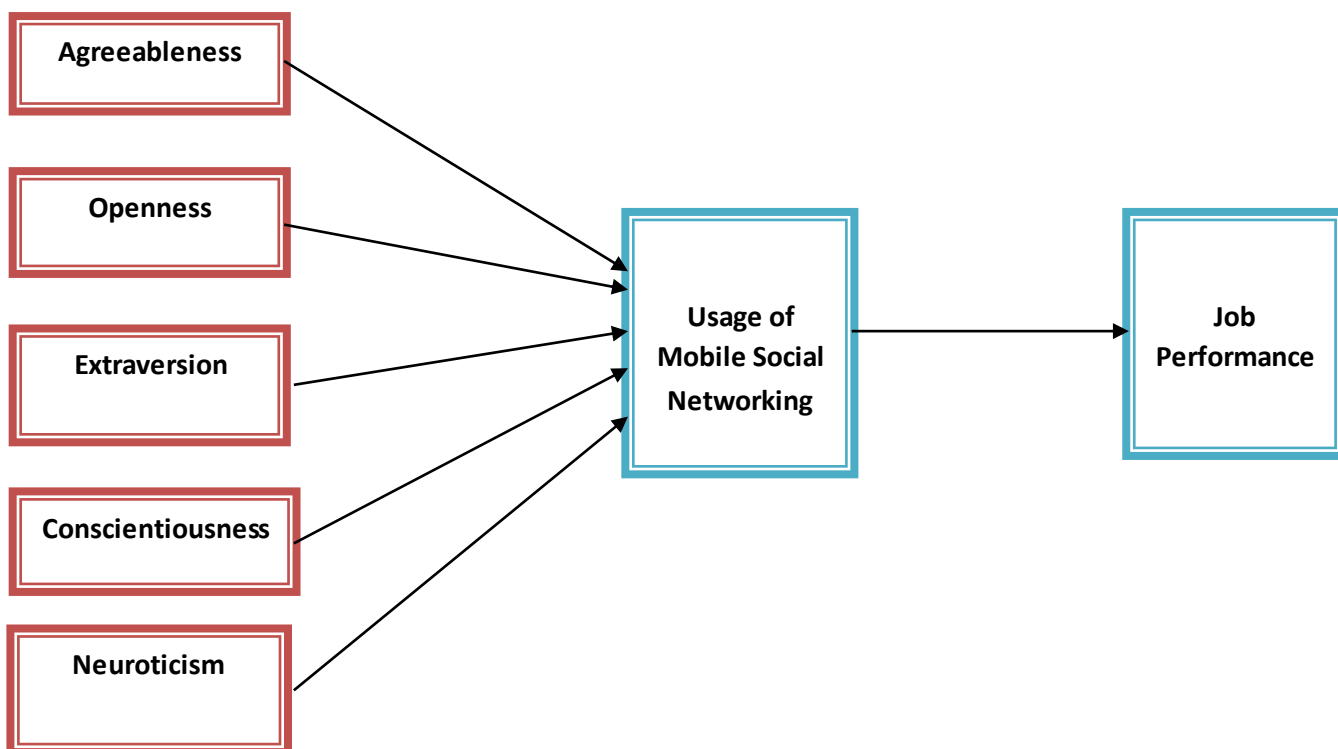 Agreeableness
Openness
Extraversion
Conscientiousness
Neuroticism
Usage of
Mobile Social
Networking
Job
Performance